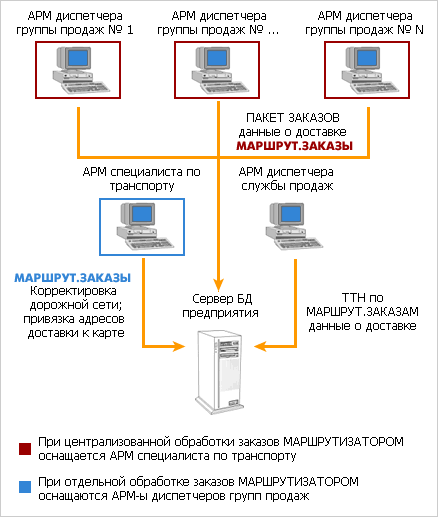 АРМ диспетчера
группы продаж № 1
АРМ диспетчера
группы продаж № ...
АРМ диспетчера
группы продаж № N
ПАКЕТ ЗАКАЗОВ
данные о доставке
МАРШРУТ.ЗАКАЗЫ
АРМ специалиста по
транспорту
АРМ диспетчера
службы продаж
МАРШРУТ.ЗАКАЗЫ
Корректировка
дорожной сети;
привязка адресов
доставки к карте
Сервер БД
предприятия
ТТН по
МАРШРУТ.ЗАКАЗАМ
данные о доставке
При централизованной обработки заказов МАРШРУТИЗАТОРОМ
оснащается АРМ специалиста по транспорту
При отдельной обработке заказов МАРШРУТИЗАТОРОМ
оснащаются АРМ-ы диспетчеров групп продаж